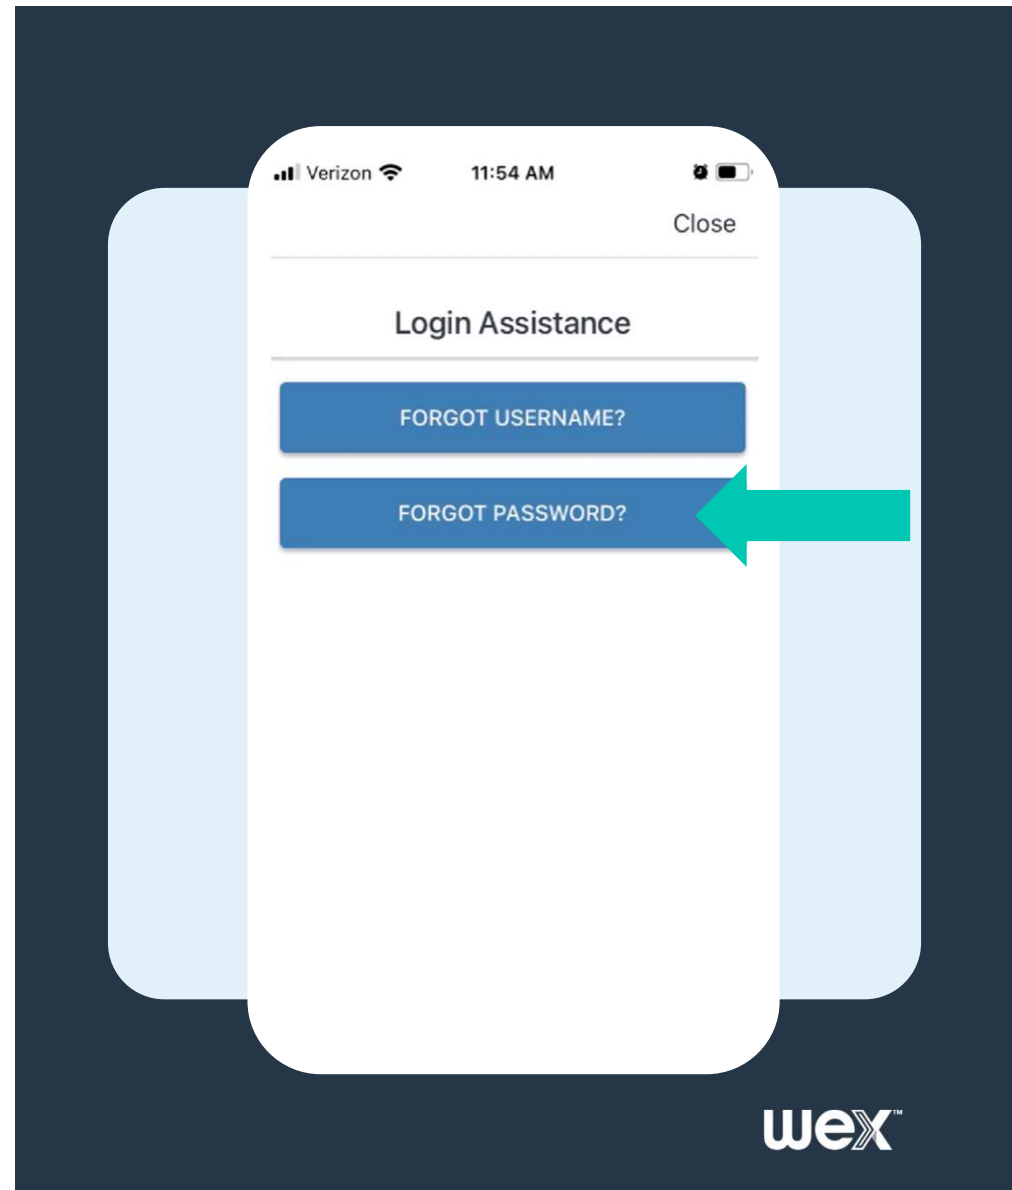 Verizon 11:54 AM
Close
Login Assistance
FORGOT USERNAME?
FORGOT PASSWORD?
wex™